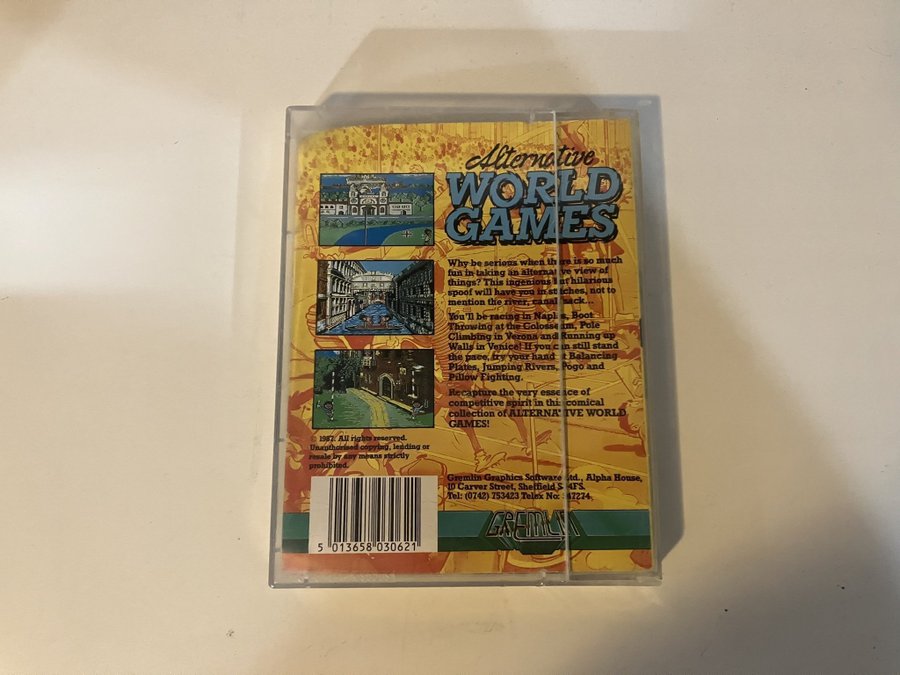 Alternative
WORLD
GAMES
Why be serious when there is so much
fun in taking an alternative view of
things? This ingenious but hilarious
spoof will have you in stitches, not to
mention the river, canal, sack...
You'll be racing in Naples, Boot
Throwing at the Colosseum, Pole
Climbing in Verona and Running up
Walls in Venice! If you can still stand
the pace, try your hand at Balancing
Plates, Jumping Rivers, Pogo and
Pillow Fighting.
Recapture the very essence of
competitive spirit in this comical
collection of ALTERNATIVE WORLD
GAMES!
© 1987. All rights reserved.
Unauthorised copying, lending or
resale by any means strictly
prohibited.
Gremlin Graphics Software Ltd., Alpha House,
10 Carver Street, Sheffield S1 4FS.
Tel: (0742) 753423 Telex No: 547274.
GREMLIN
5 013658 030621